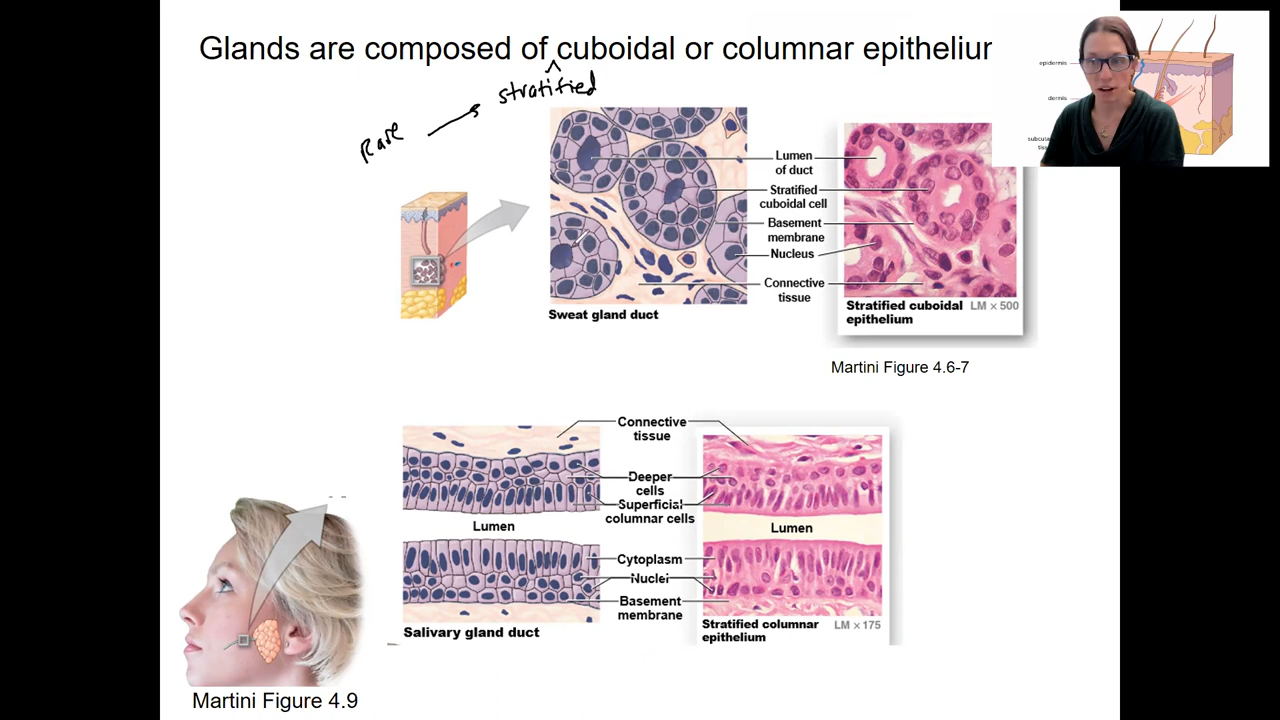 Glands are composed of cuboidal or columnar epithelium
^
stratified
Rare
epidermis
dermis
Lumen
of duct
Stratified
cuboidal cell
Basement
membrane
Nucleus
Connective
tissue
Sweat gland duct
Stratified cuboidal LM × 500
epithelium
Martini Figure 4.6-7
Connective
tissue
Deeper
cells
Superficial
columnar cells
Lumen
Lumen
Cytoplasm
Nuclei
Basement
membrane
Salivary gland duct
Stratified columnar LM × 175
epithelium
Martini Figure 4.9